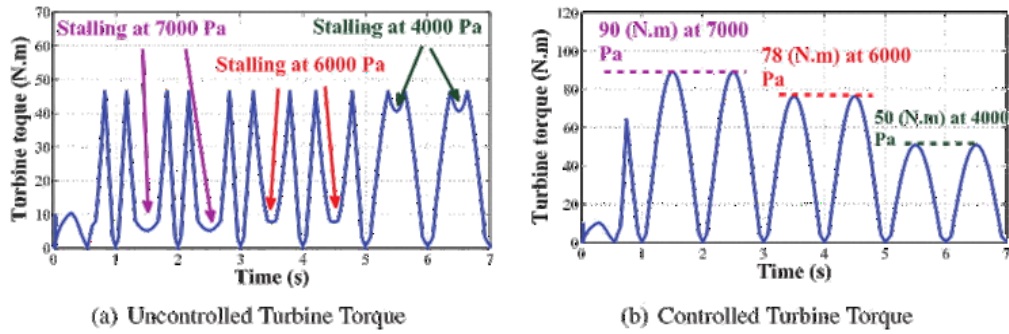 Stalling at 7000 Pa
Stalling at 4000 Pa
Stalling at 6000 Pa
Turbine toque (N.m)
70
60
50
40
30
20
10
0
0 1 2 3 4 5 6 7
Time (s)
(a) Uncontrolled Turbine Torque
90 (N.m) at 7000
Pa
78 (N.m) at 6000
Pa
50 (N.m) at 4000
Pa
Turbine torque (N.m)
120
100
80
60
40
20
0
0 1 2 3 4 5 6 7
Time (s)
(b) Controlled Turbine Torque